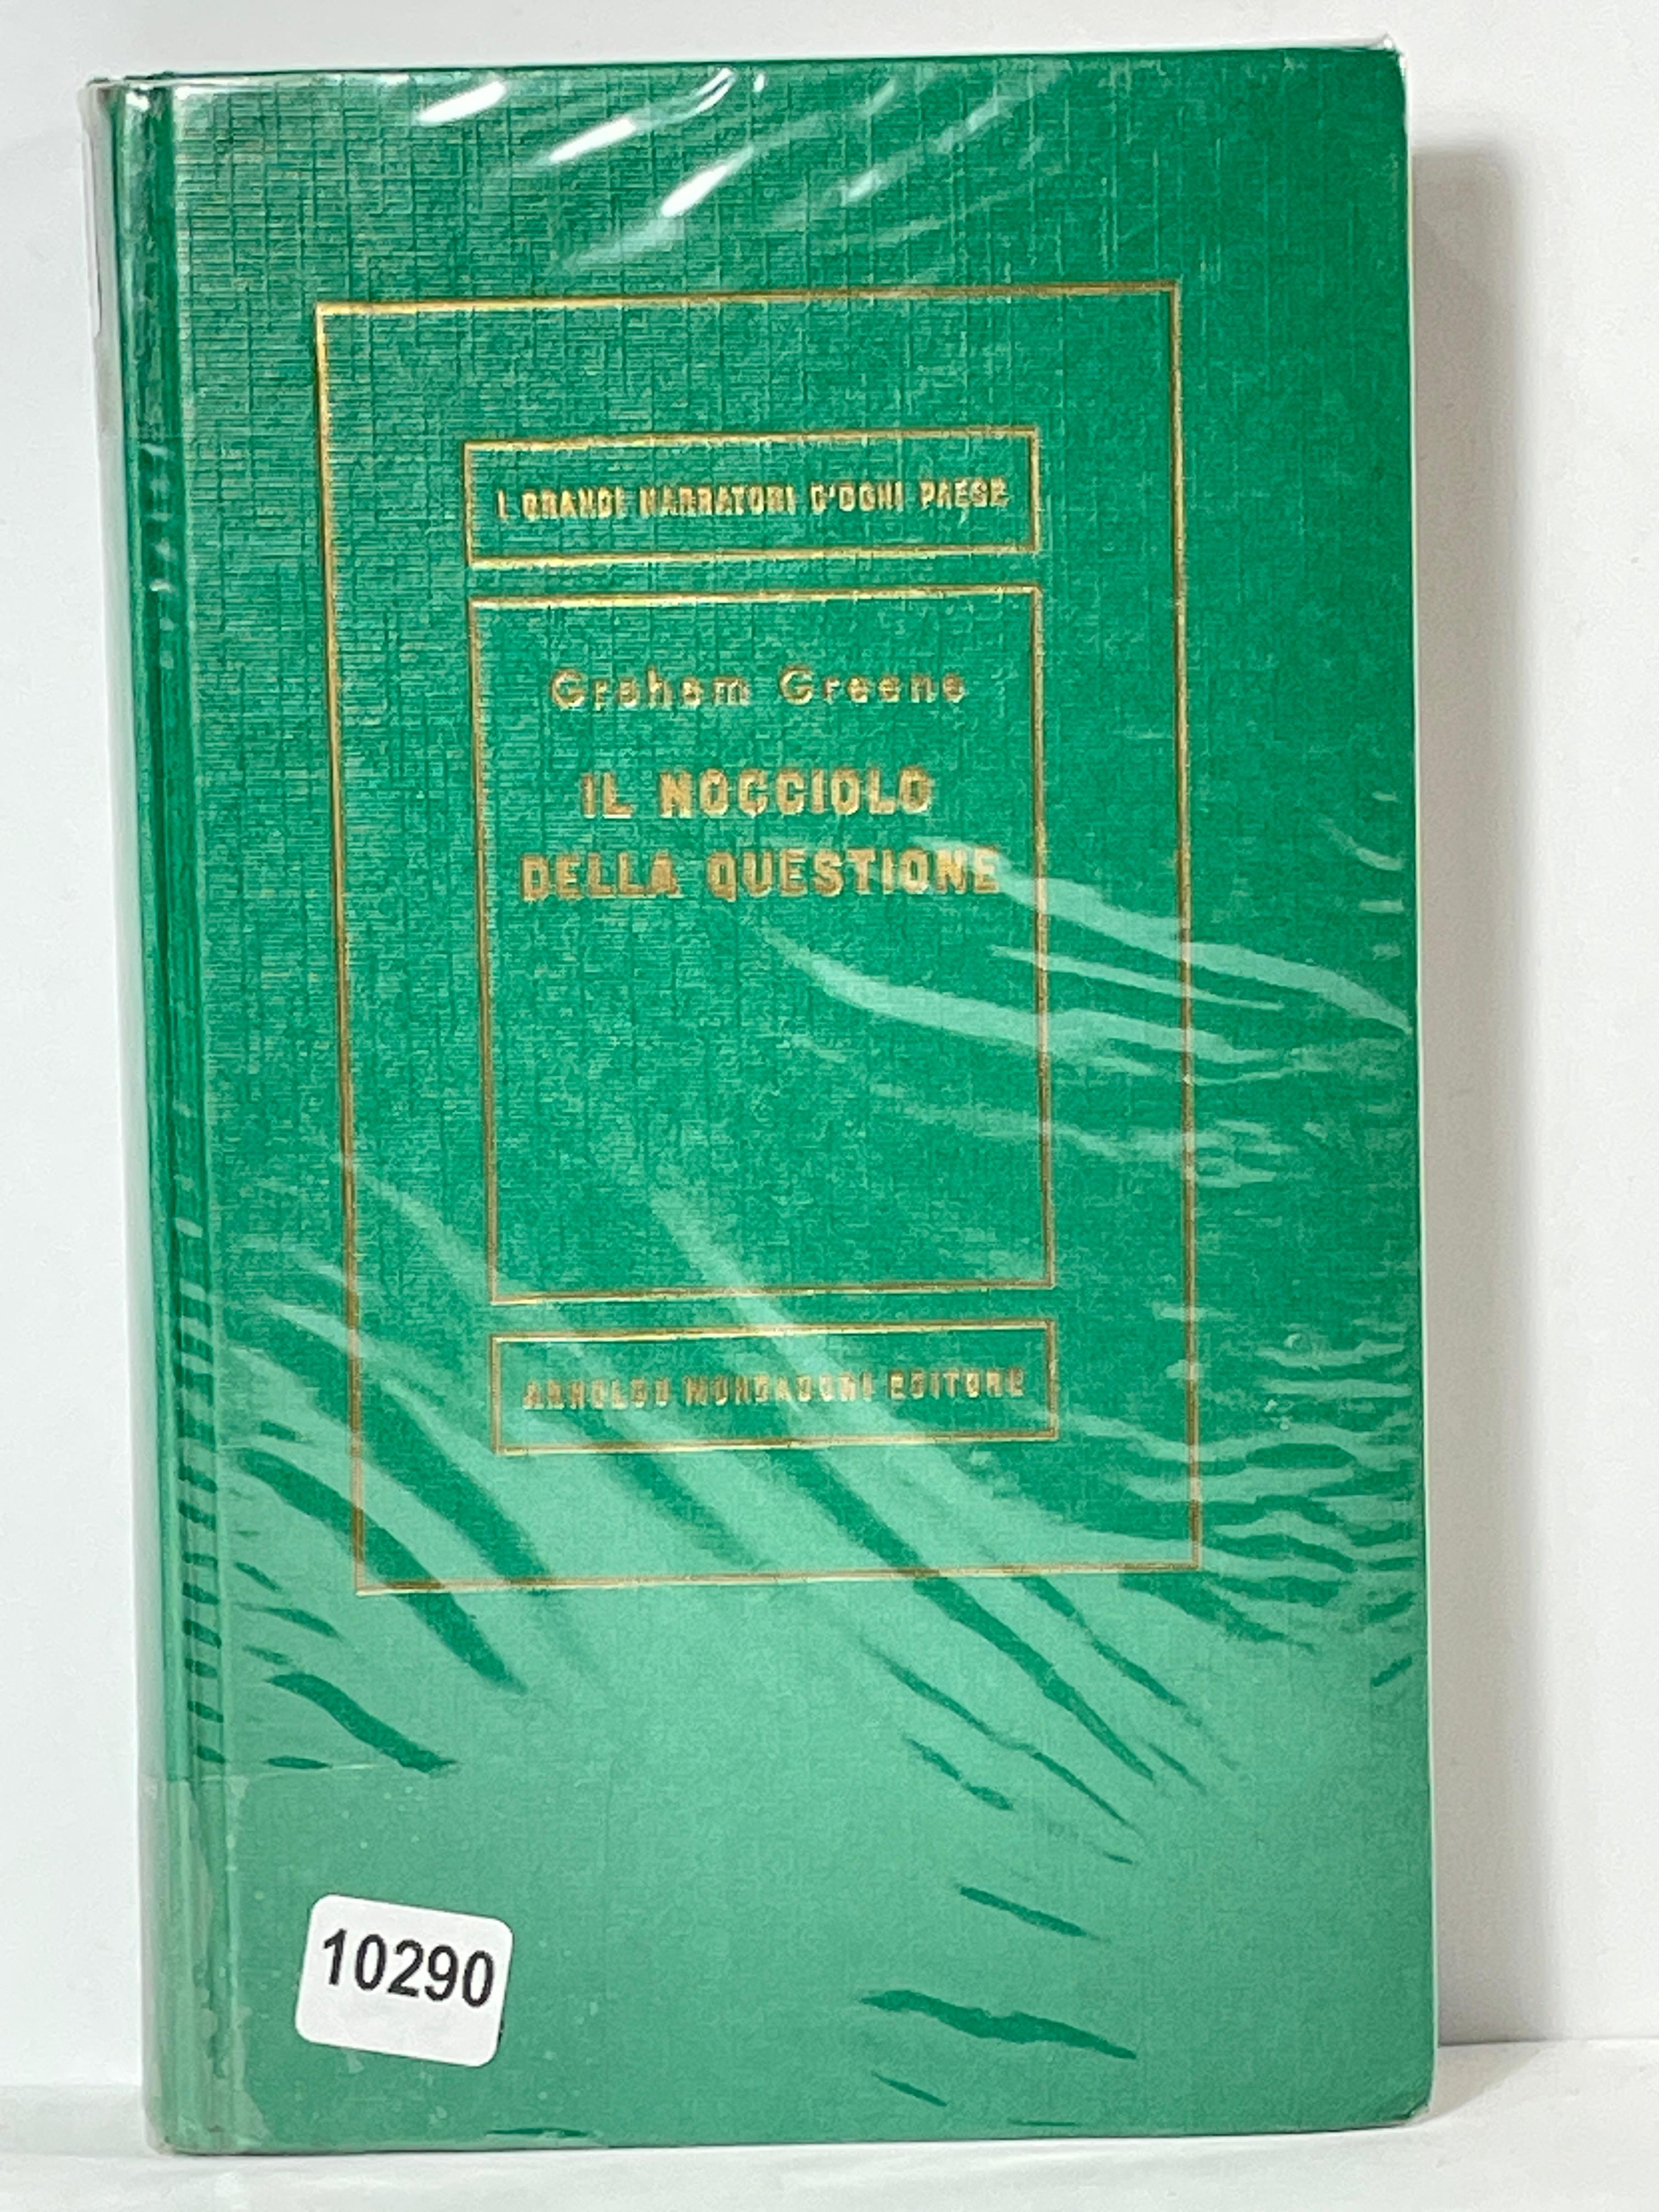 I GRANDI NARRATORI D'OGNI PAESE
Graham Greene
IL NOCCIOLO
DELLA QUESTIONE
ARNOLDO MONDADORI EDITORE
10290